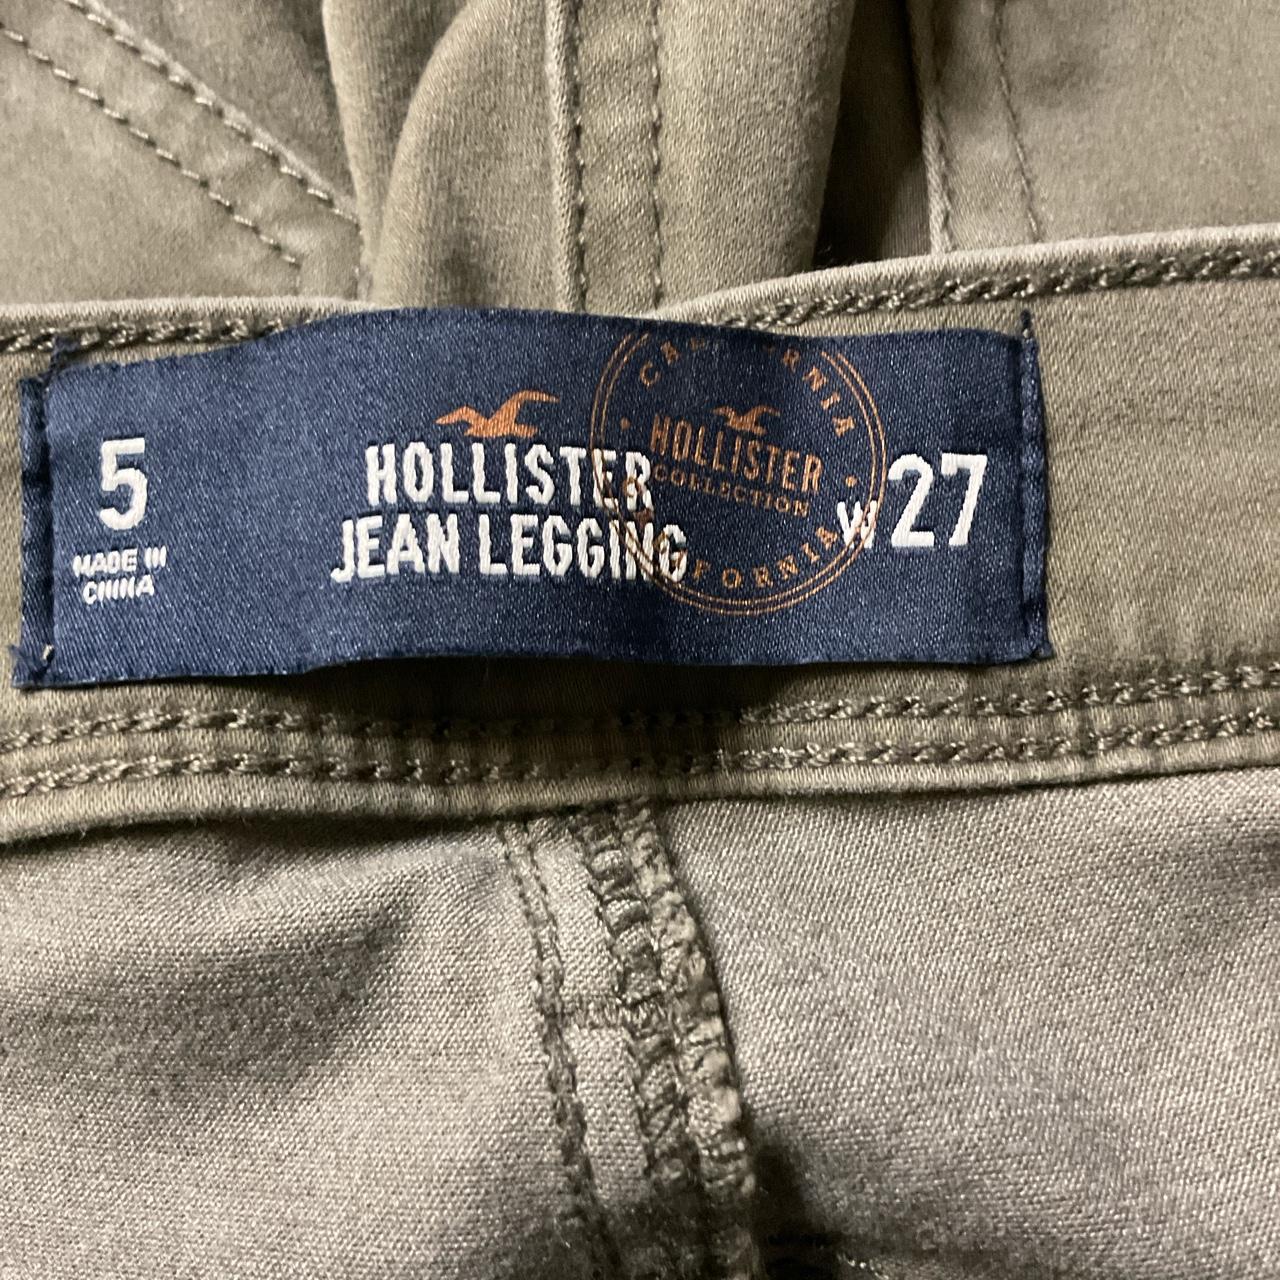 5
MADE IN
CHINA
HOLLISTER
JEAN LEGGING
CALIFORNIA
HOLLISTER
COLLECTION
CALIFORNIA
W27